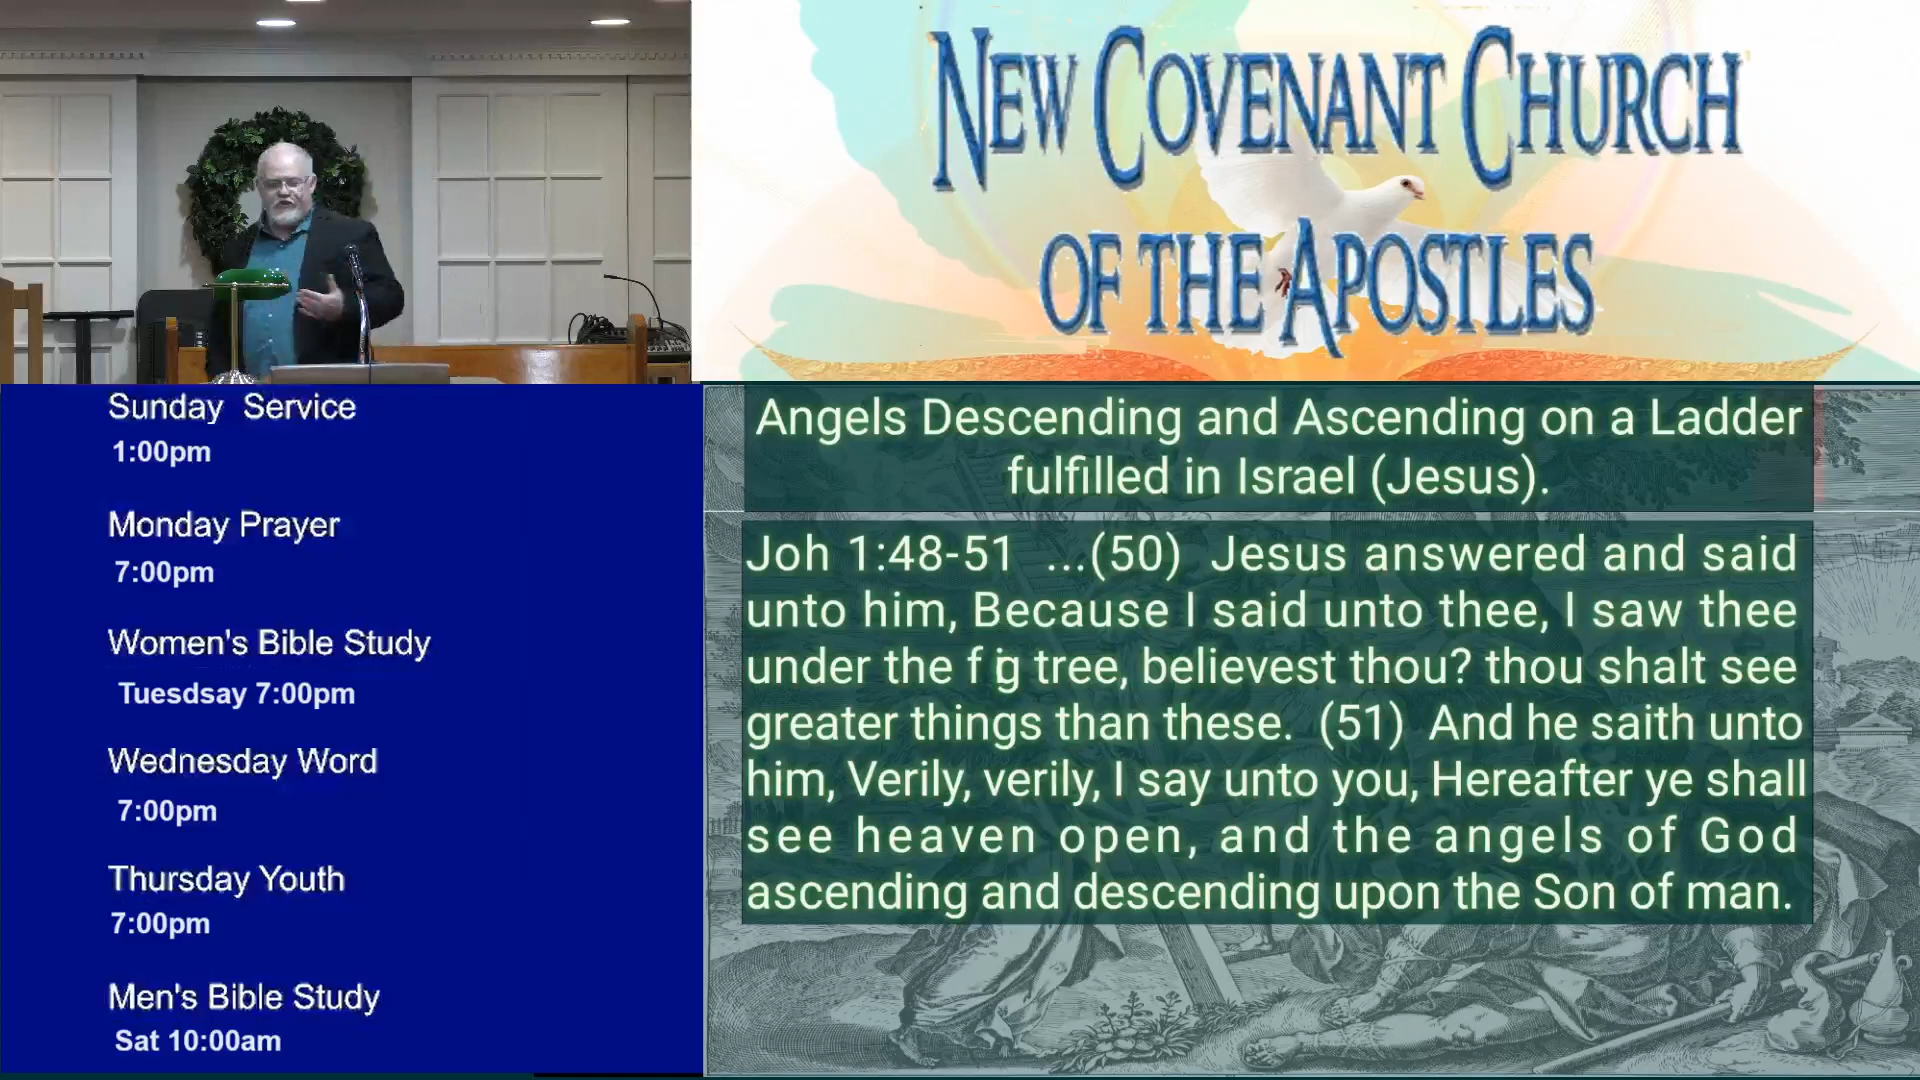 NEW COVENANT CHURCH
OF THE APOSTLES
Sunday Service
1:00pm
Monday Prayer
7:00pm
Women's Bible Study
Tuesdsay 7:00pm
Wednesday Word
7:00pm
Thursday Youth
7:00pm
Men's Bible Study
Sat 10:00am
Angels Descending and Ascending on a Ladder
fulfilled in Israel (Jesus).
Joh 1:48-51 ...(50) Jesus answered and said
unto him, Because I said unto thee, I saw thee
under the fig tree, believest thou? thou shalt see
greater things than these. (51) And he saith unto
him, Verily, verily, I say unto you, Hereafter ye shall
see heaven open, and the angels of God
ascending and descending upon the Son of man.